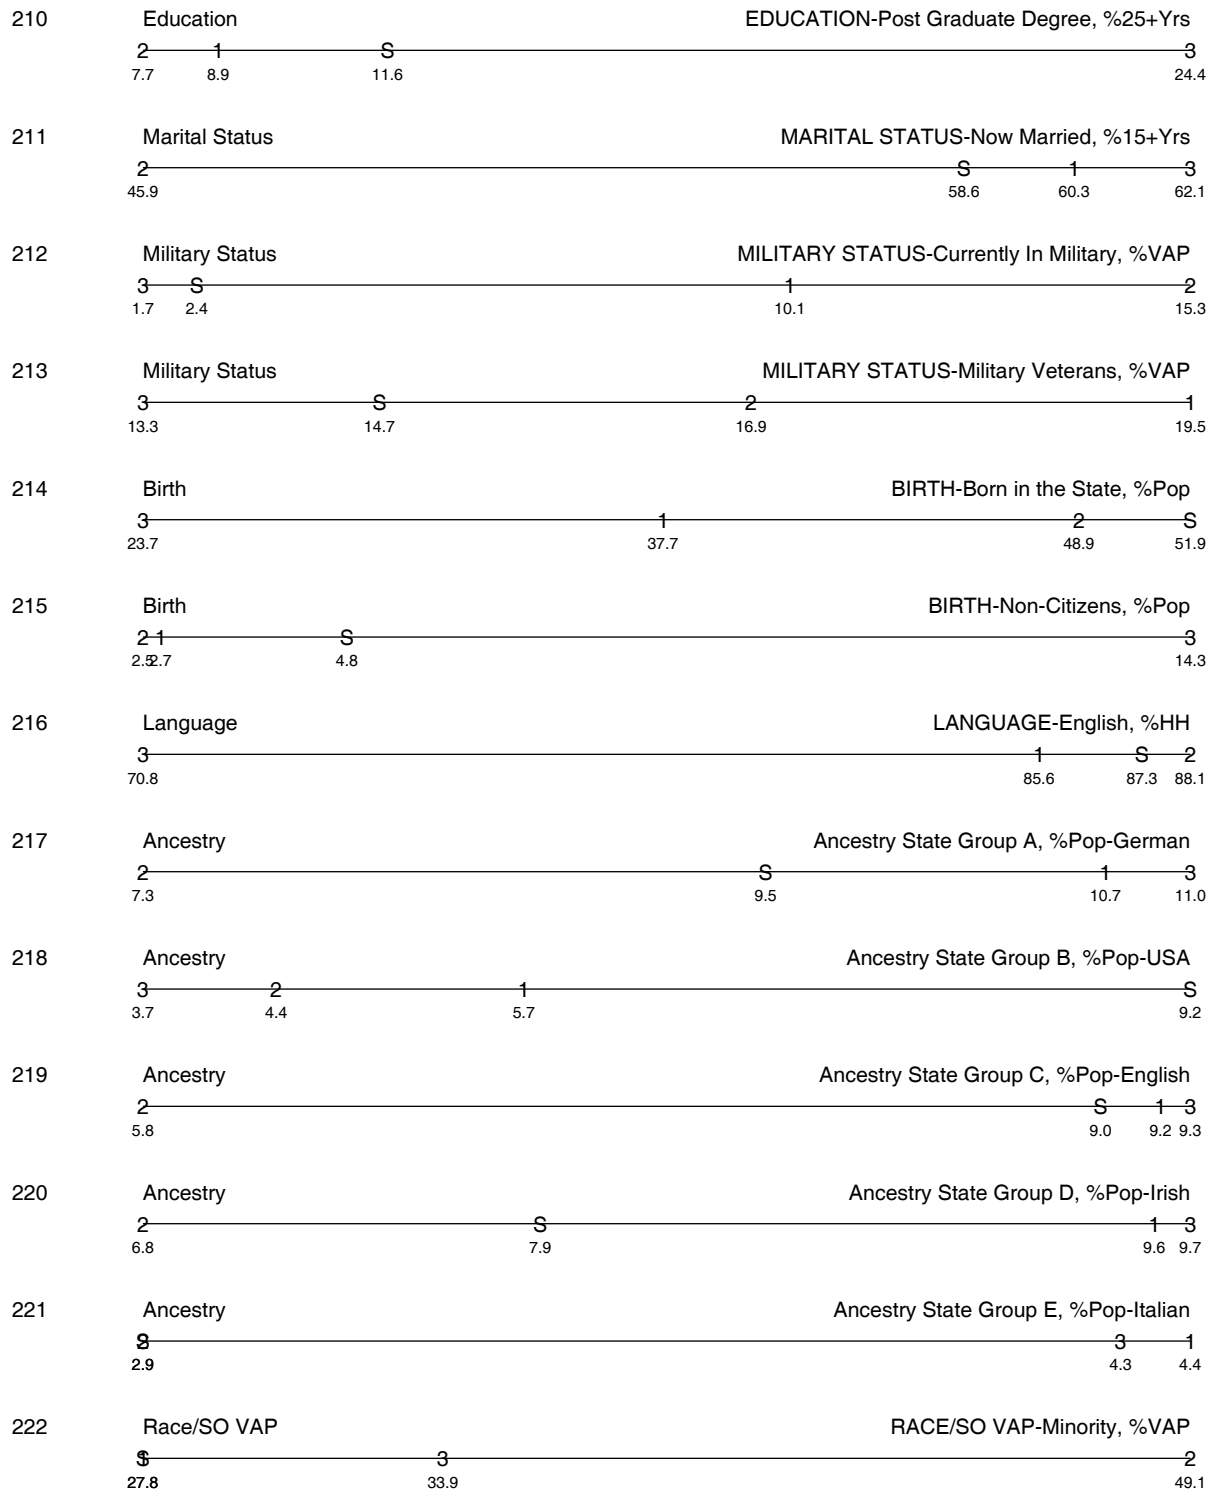 210 Education EDUCATION-Post Graduate Degree, %25+Yrs
2 1 S 3
7.7 8.9 11.6 24.4
211 Marital Status MARITAL STATUS-Now Married, %15+Yrs
2 S 1 3
45.9 58.6 60.3 62.1
212 Military Status MILITARY STATUS-Currently In Military, %VAP
3 S 1 2
1.7 2.4 10.1 15.3
213 Military Status MILITARY STATUS-Military Veterans, %VAP
3 S 2 1
13.3 14.7 16.9 19.5
214 Birth BIRTH-Born in the State, %Pop
3 1 2 S
23.7 37.7 48.9 51.9
215 Birth BIRTH-Non-Citizens, %Pop
2 1 S 3
2.5 2.7 4.8 14.3
216 Language LANGUAGE-English, %HH
3 1 S 2
70.8 85.6 87.3 88.1
217 Ancestry Ancestry State Group A, %Pop-German
2 S 1 3
7.3 9.5 10.7 11.0
218 Ancestry Ancestry State Group B, %Pop-USA
3 2 1 S
3.7 4.4 5.7 9.2
219 Ancestry Ancestry State Group C, %Pop-English
2 S 1 3
5.8 9.0 9.2 9.3
220 Ancestry Ancestry State Group D, %Pop-Irish
2 S 1 3
6.8 7.9 9.6 9.7
221 Ancestry Ancestry State Group E, %Pop-Italian
2 S 3 1
2.9 4.3 4.4
222 Race/SO VAP RACE/SO VAP-Minority, %VAP
1 S 3 2
27.8 33.9 49.1